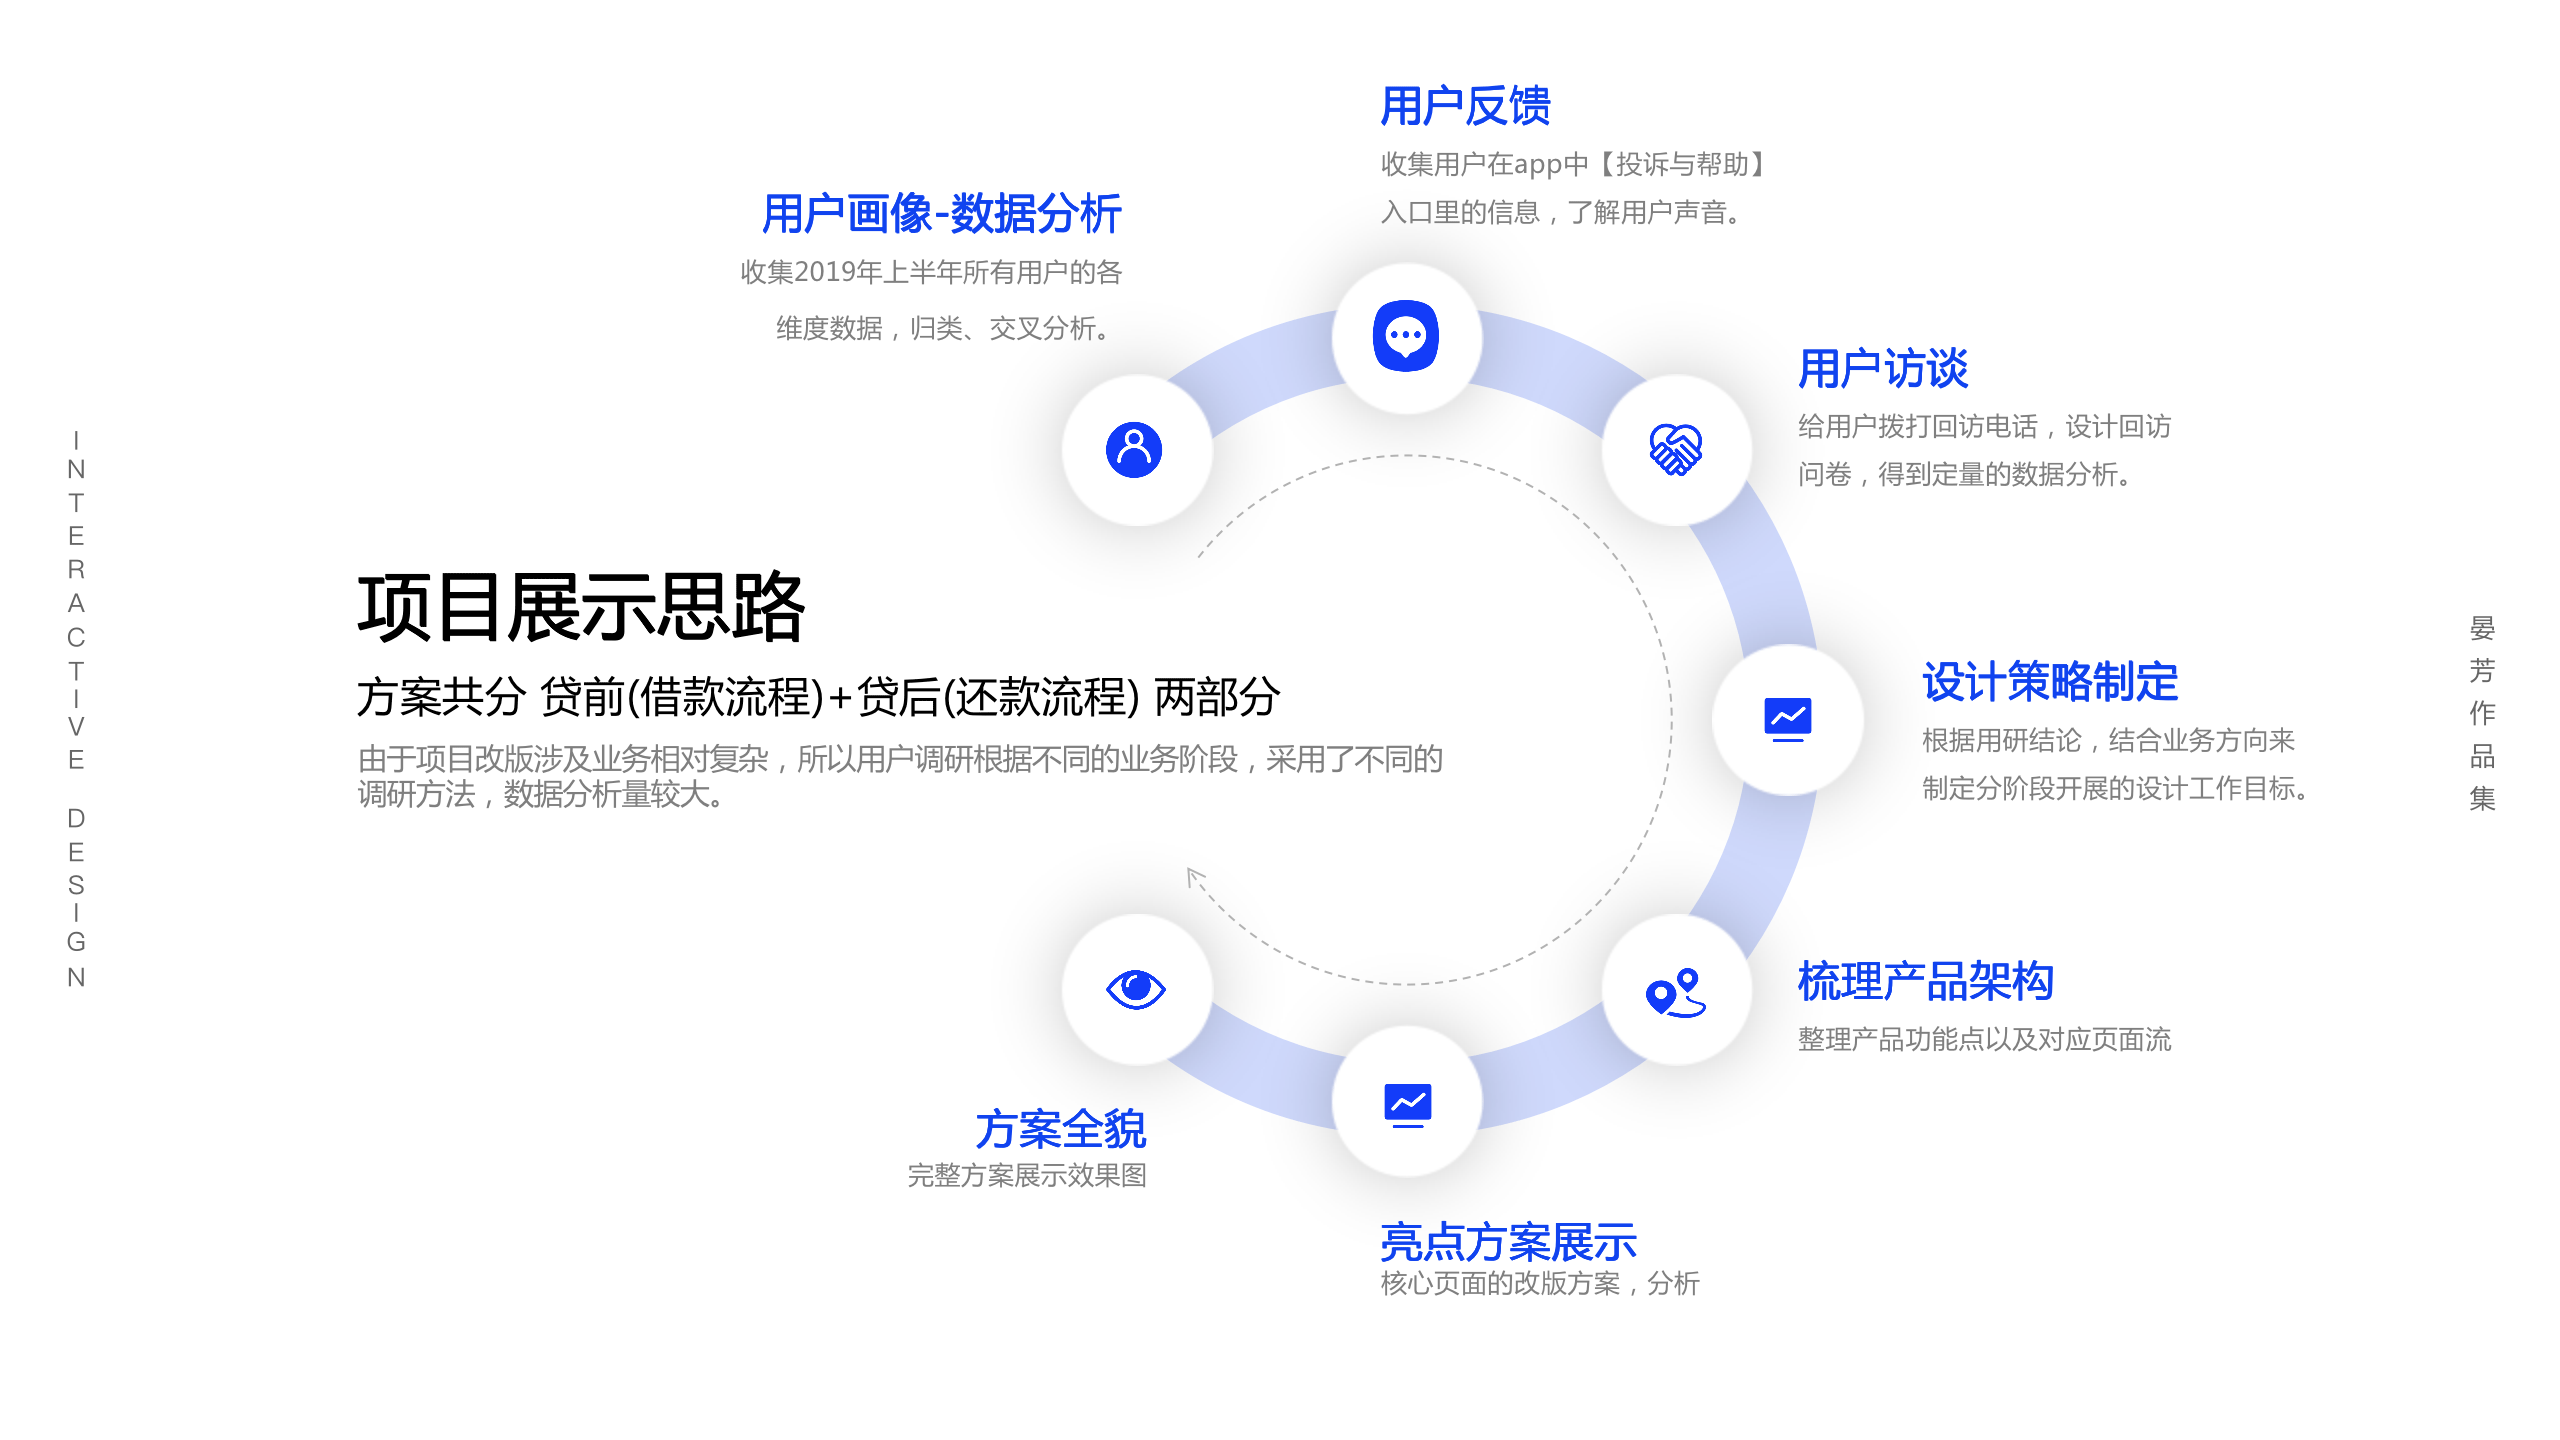 INTERACTIVE DESIGN
项目展示思路
方案共分 贷前(借款流程)+贷后(还款流程) 两部分
由于项目改版涉及业务相对复杂，所以用户调研根据不同的业务阶段，采用了不同的
调研方法，数据分析量较大。
用户画像-数据分析
收集2019年上半年所有用户的各
维度数据，归类、交叉分析。
用户反馈
收集用户在app中【投诉与帮助】
入口里的信息，了解用户声音。
用户访谈
给用户拨打回访电话，设计回访
问卷，得到定量的数据分析。
设计策略制定
根据用研结论，结合业务方向来
制定分阶段开展的设计工作目标。
梳理产品架构
整理产品功能点以及对应页面流
亮点方案展示
核心页面的改版方案，分析
方案全貌
完整方案展示效果图
晏芳作品集